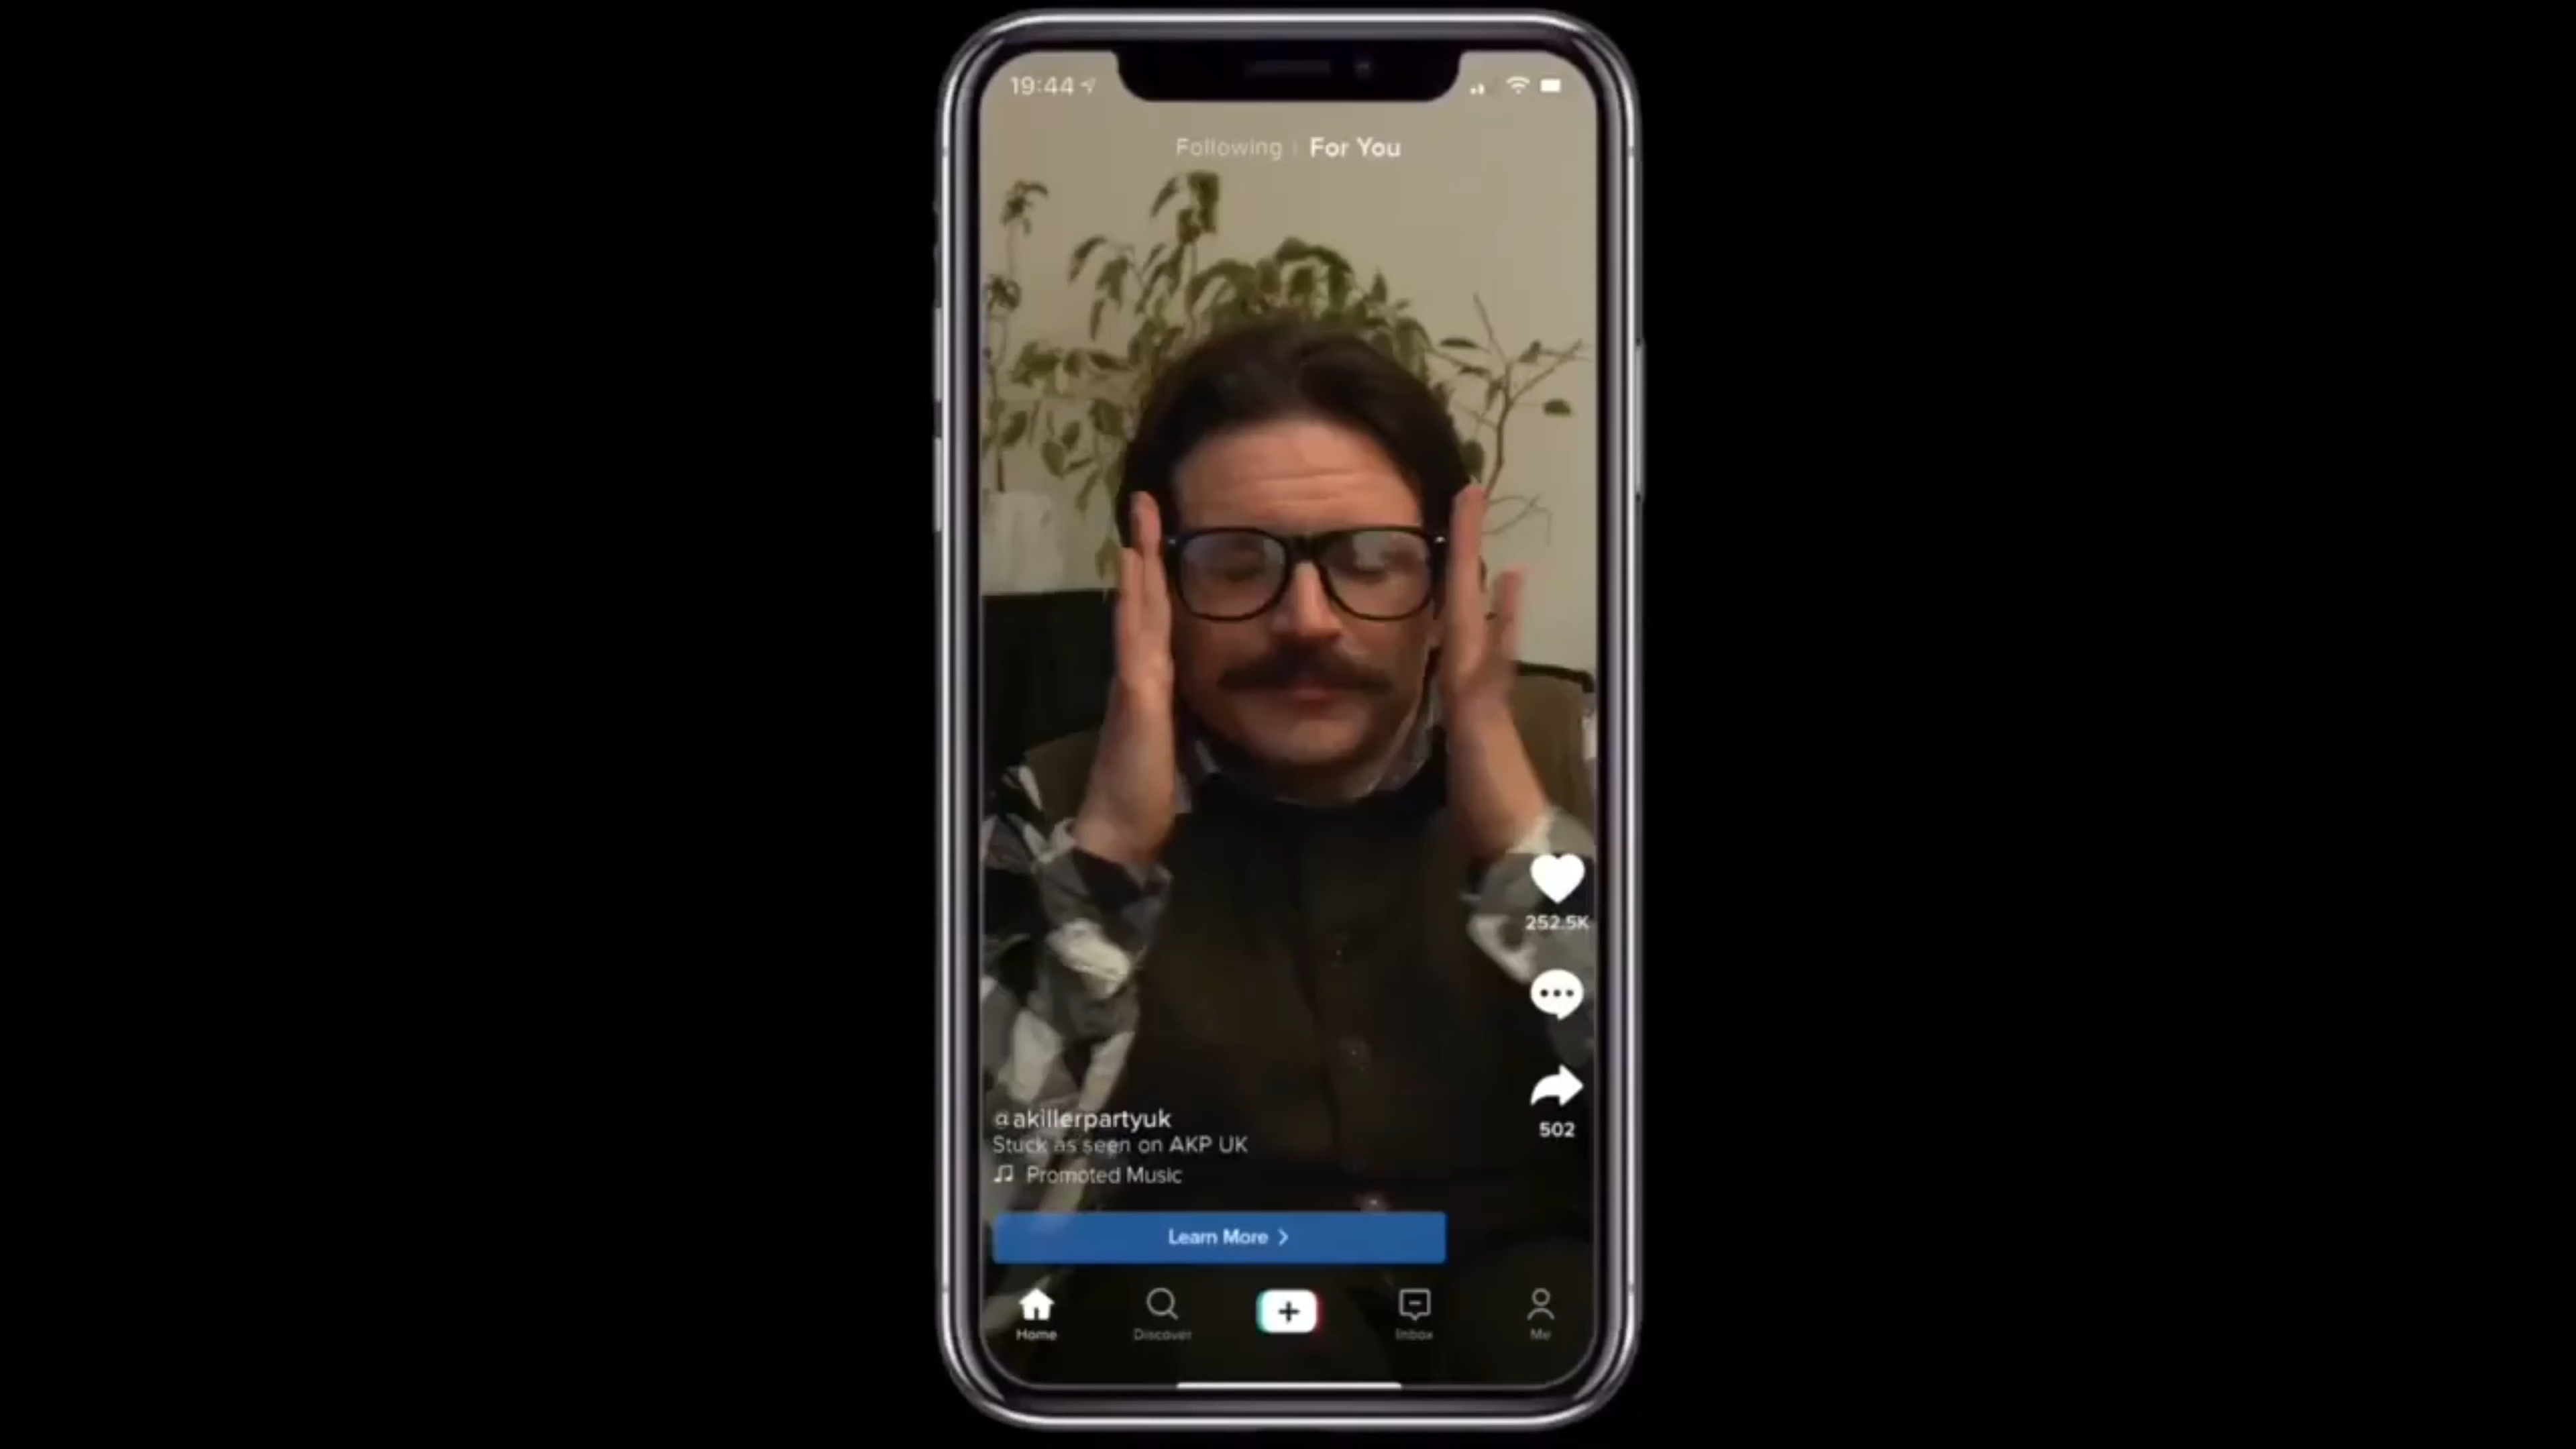 19:44
Following | For You
252.5K
502
@akillerpartyuk
Stuck as seen on AKP UK
Promoted Music
Learn More >
Home
Discover
Inbox
Me